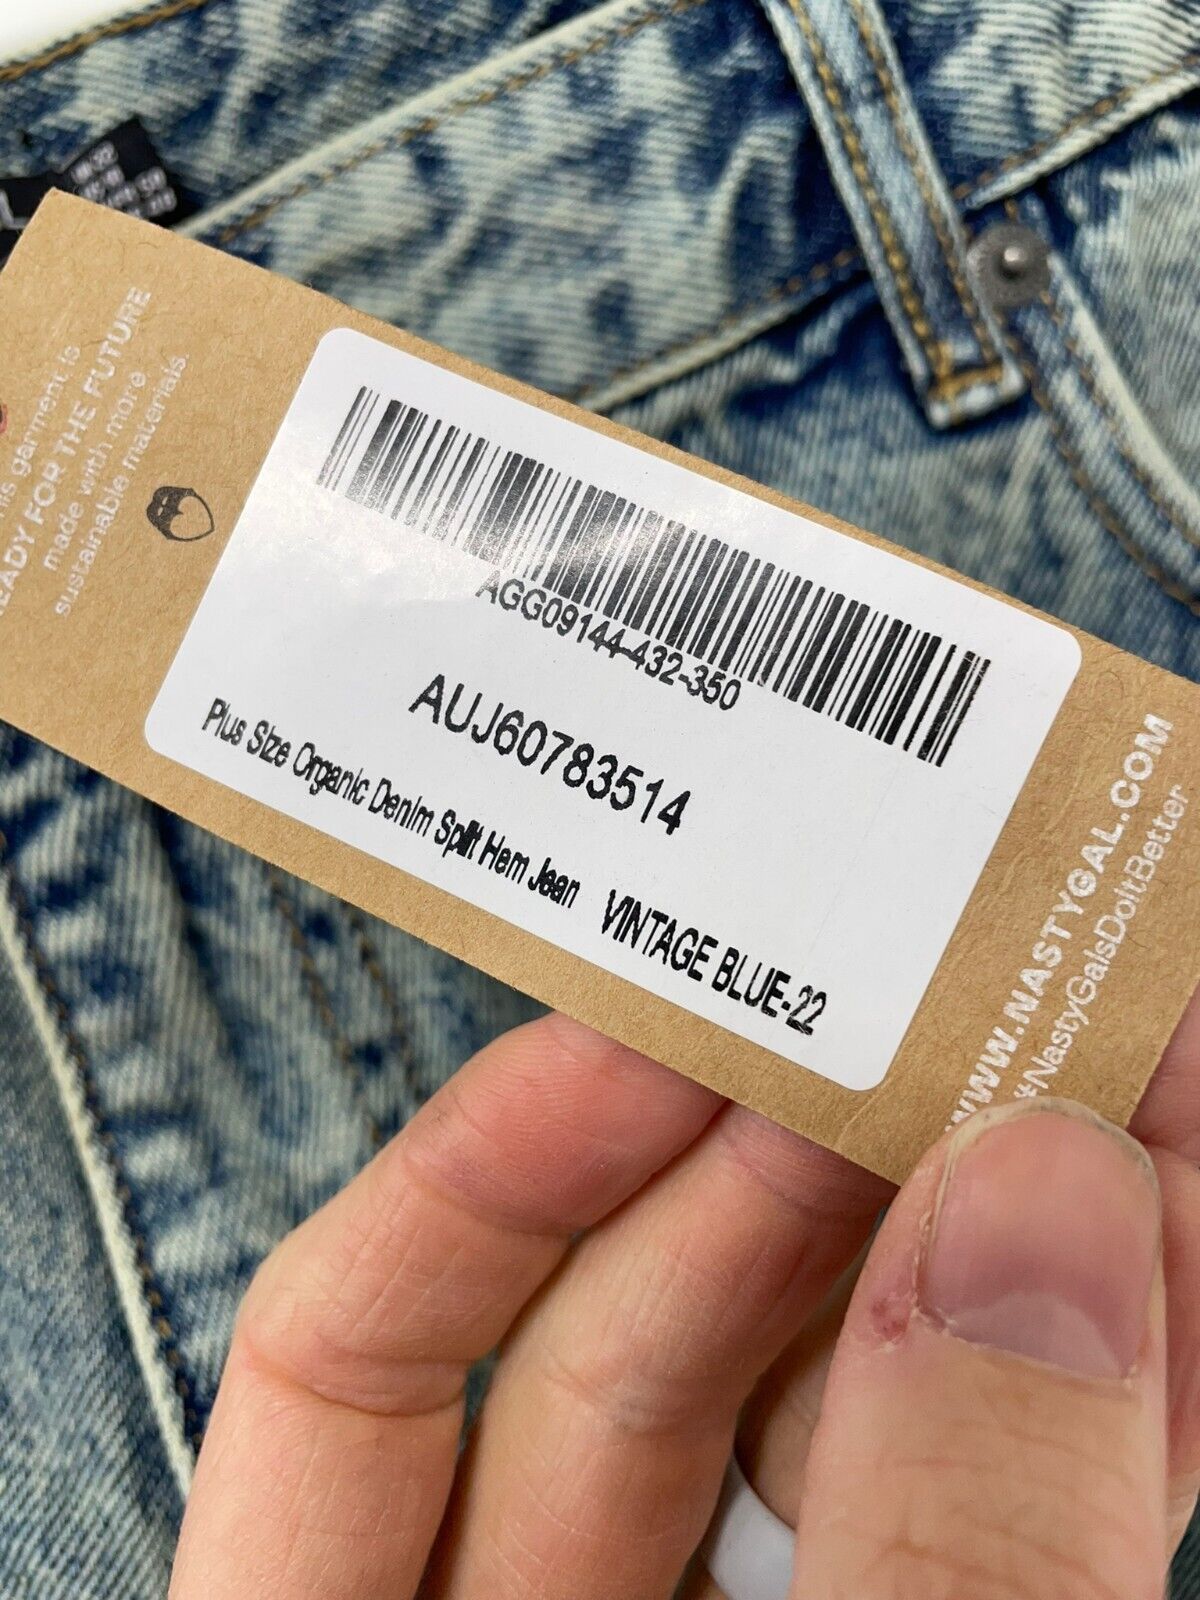 This garment is
READY FOR THE FUTURE
made with more
sustainable materials.
AGG09144-432-350
AUJ60783514
Plus Size Organic Denim Split Hem Jean VINTAGE BLUE-22
WWW.NASTYGAL.COM
#NastyGalsDoItBetter